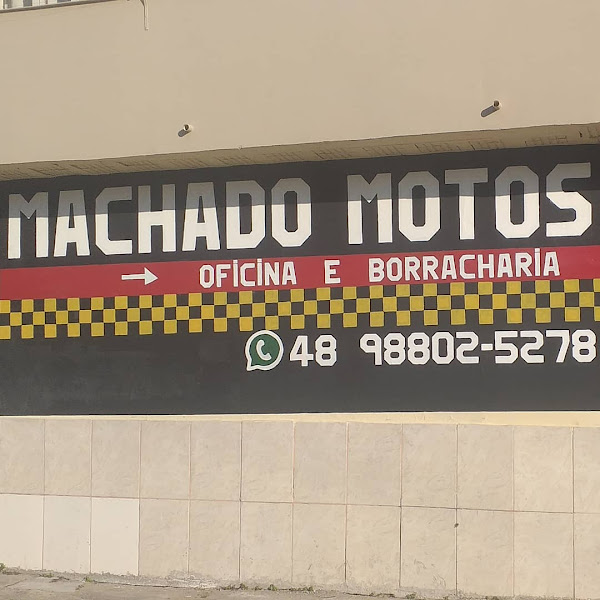 MACHADO MOTOS
→ OFICINA E BORRACHARIA
48 98802-5278